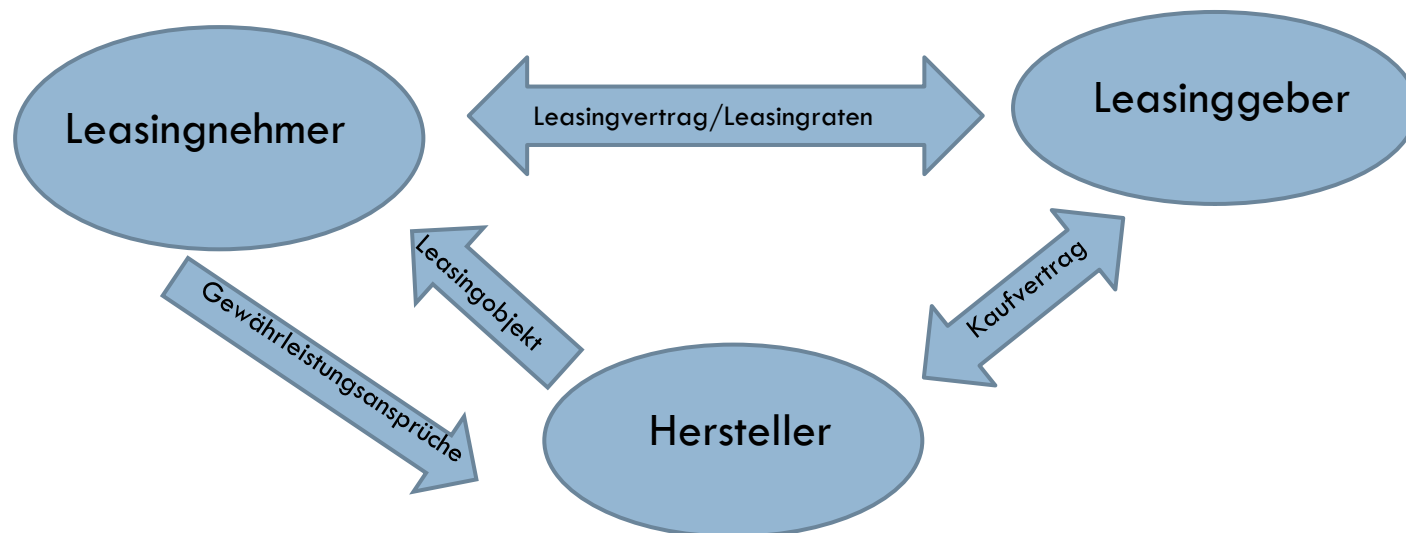 Leasingnehmer
Leasingvertrag/Leasingraten
Leasinggeber
Leasingobjekt
Gewährleistungsansprüche
Kaufvertrag
Hersteller